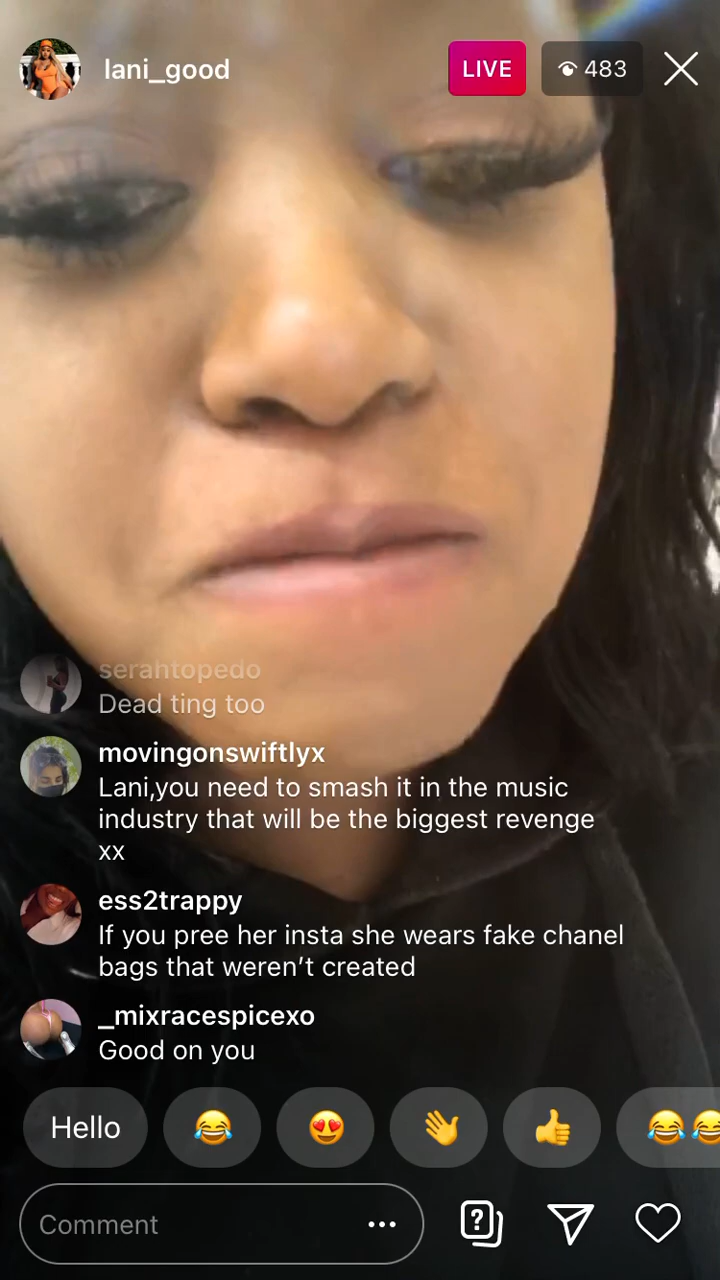 lani_good
LIVE
483
serahtopedo
Dead ting too
movingonswiftlyx
Lani,you need to smash it in the music
industry that will be the biggest revenge
xx
ess2trappy
If you pree her insta she wears fake chanel
bags that weren’t created
_mixracespicexo
Good on you
Hello
Comment